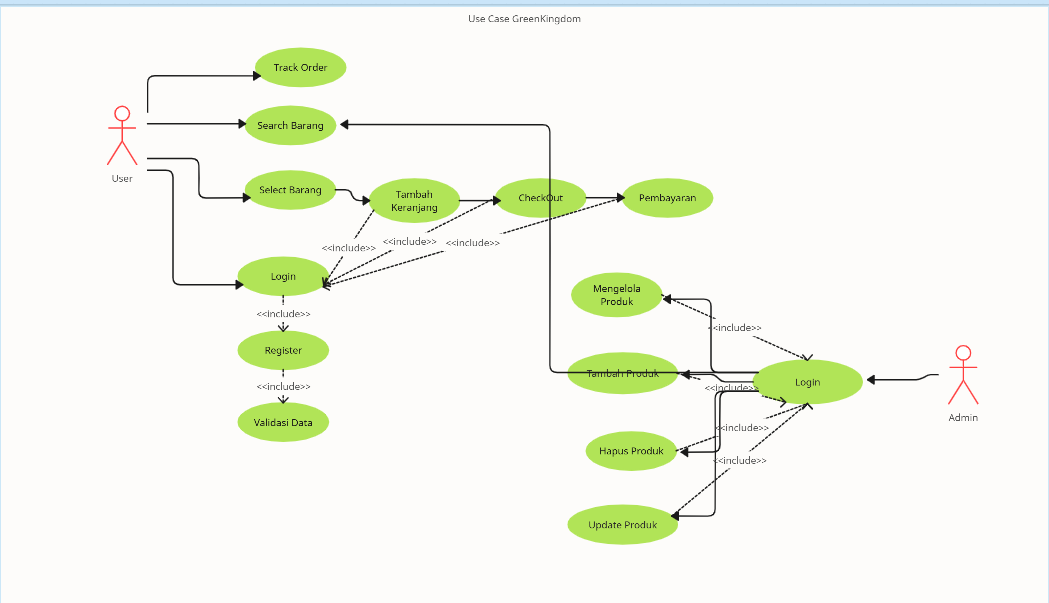 Use Case GreenKingdom
Track Order
Search Barang
User
Select Barang
Tambah
Keranjang
CheckOut
Pembayaran
<<include>>
<<include>>
<<include>>
Login
<<include>>
Register
<<include>>
Validasi Data
Mengelola
Produk
<<include>>
Tambah Produk
<<include>>
Login
Admin
<<include>>
Hapus Produk
<<include>>
Update Produk